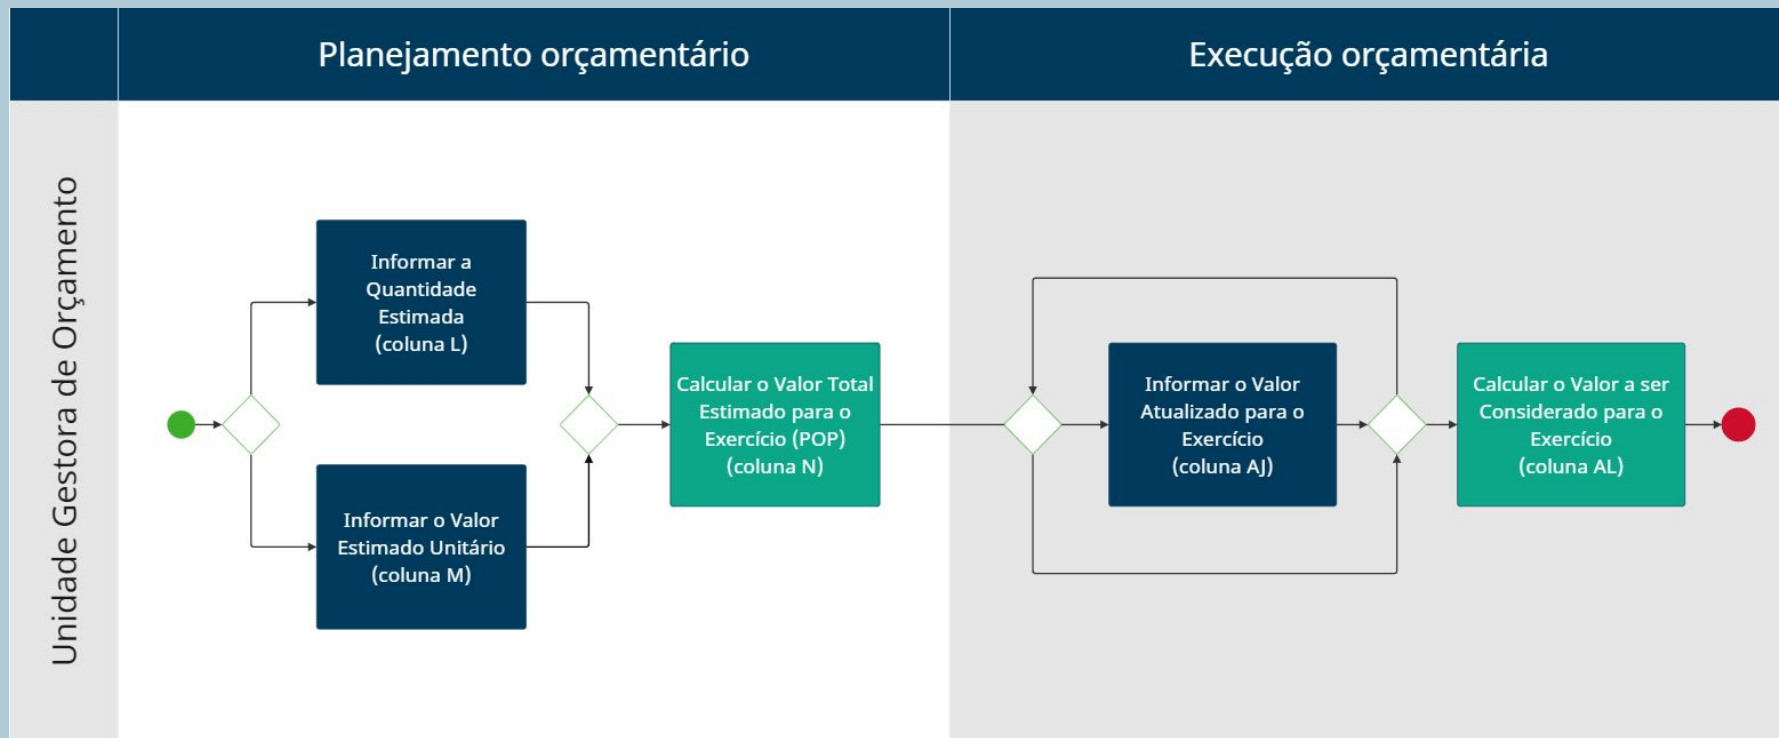 Planejamento orçamentário
Execução orçamentária
Unidade Gestora de Orçamento
Informar a
Quantidade
Estimada
(coluna L)
Informar o Valor
Estimado Unitário
(coluna M)
Calcular o Valor Total
Estimado para o
Exercício (POP)
(coluna N)
Informar o Valor
Atualizado para o
Exercício
(coluna AJ)
Calcular o Valor a ser
Considerado para o
Exercício
(coluna AL)